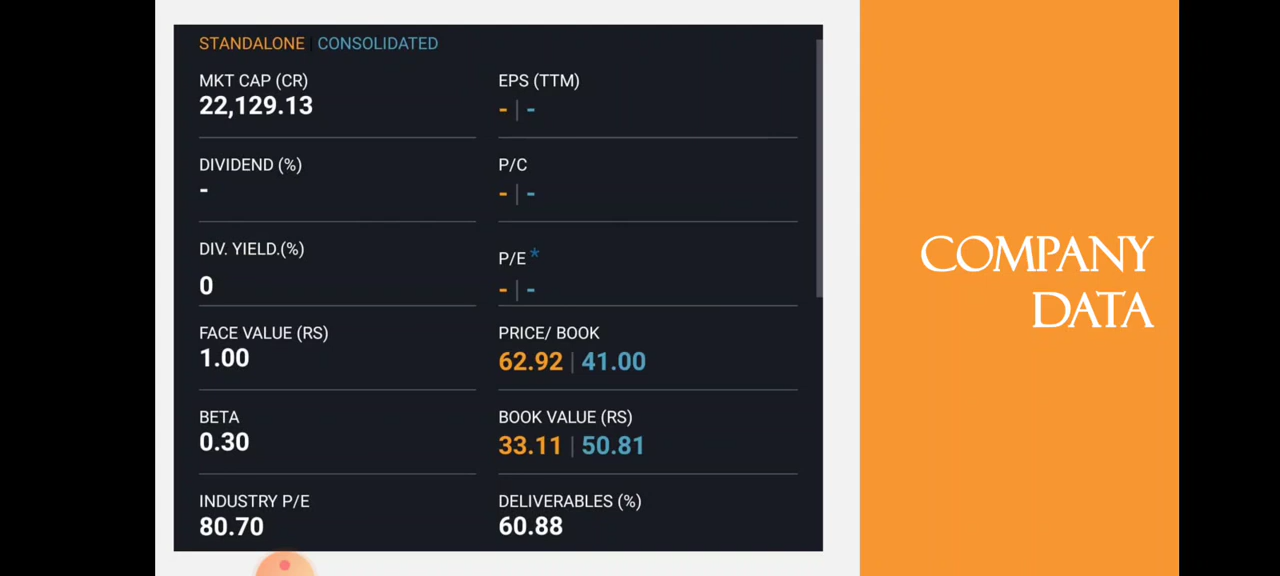 STANDALONE | CONSOLIDATED
MKT CAP (CR)
22,129.13
EPS (TTM)
- | -
DIVIDEND (%)
-
P/C
- | -
DIV. YIELD.(%)
0
P/E *
- | -
FACE VALUE (RS)
1.00
PRICE/ BOOK
62.92 | 41.00
BETA
0.30
BOOK VALUE (RS)
33.11 | 50.81
INDUSTRY P/E
80.70
DELIVERABLES (%)
60.88
COMPANY
DATA